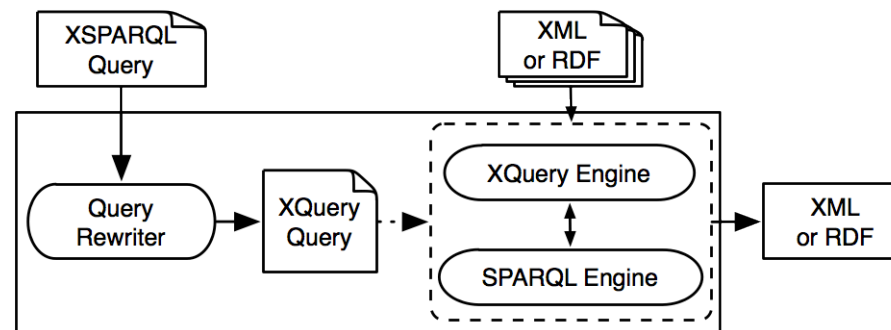 XSPARQL
Query
XML
or RDF
XQuery Engine
Query
Rewriter
XQuery
Query
XML
or RDF
SPARQL Engine